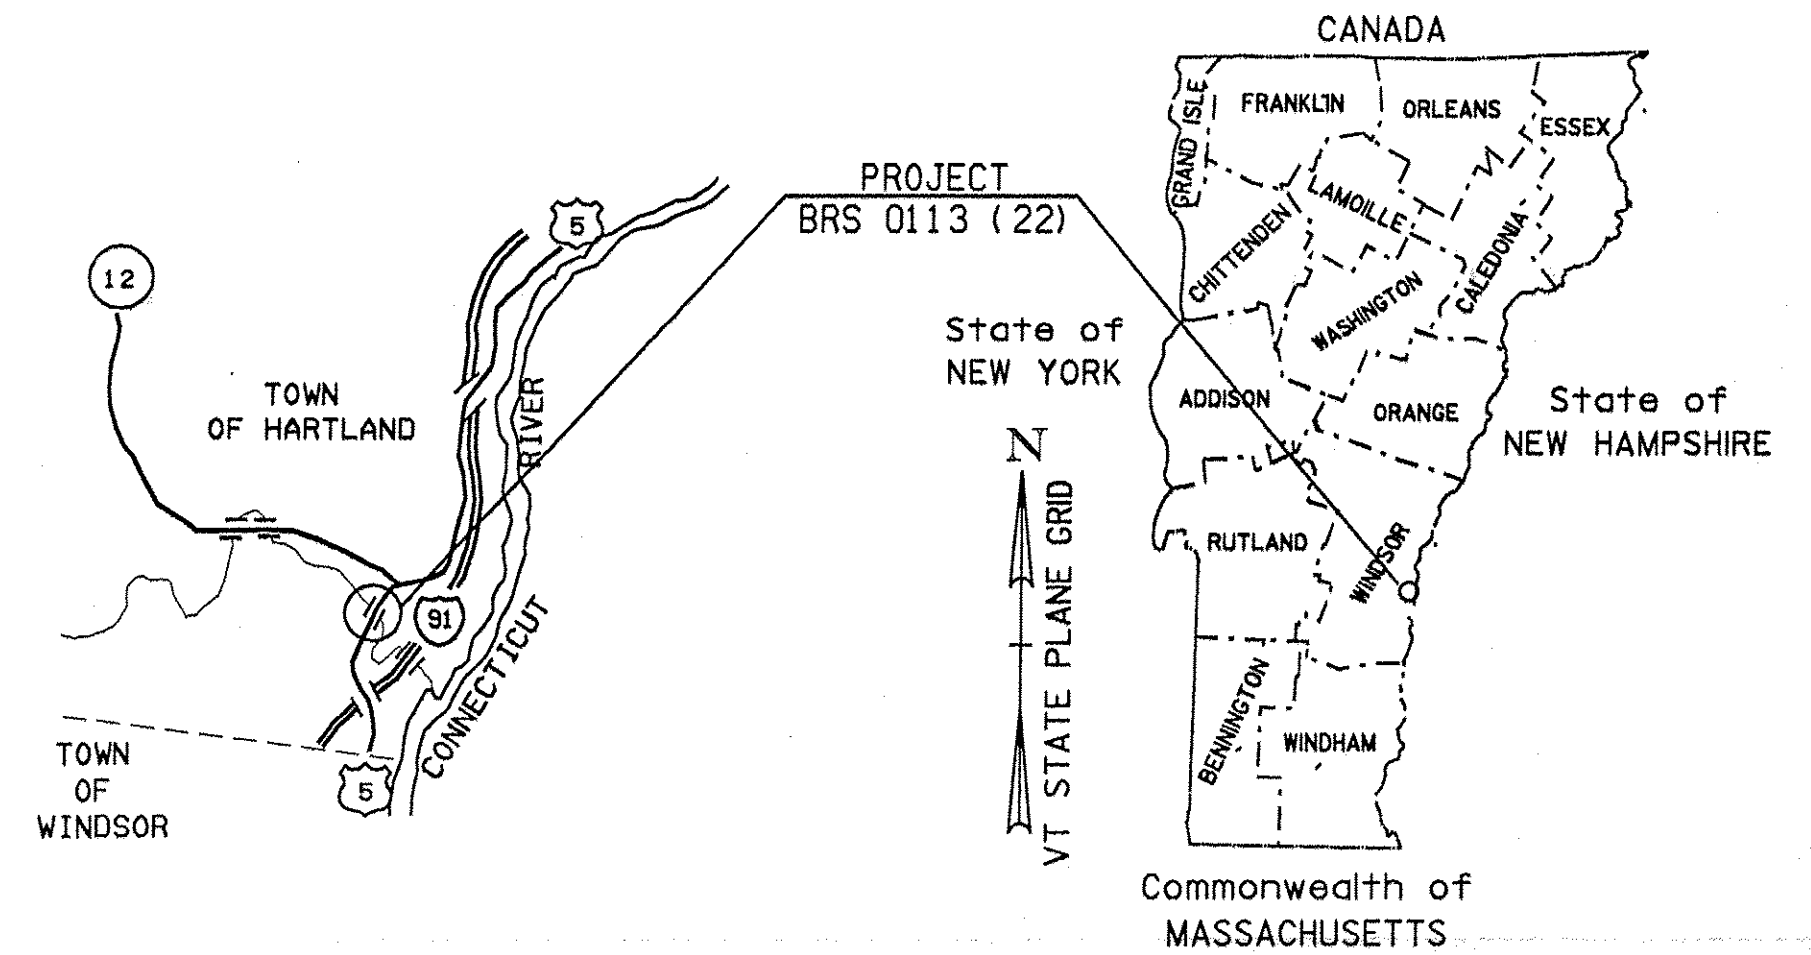 CANADA
GRAND ISLE
FRANKLIN
ORLEANS
ESSEX
LAMOILLE
CHITTENDEN
CALEDONIA
WASHINGTON
ADDISON
ORANGE
RUTLAND
WINDSOR
BENNINGTON
WINDHAM
State of
NEW YORK
State of
NEW HAMPSHIRE
Commonwealth of
MASSACHUSETTS
PROJECT
BRS 0113 (22)
N
VT STATE PLANE GRID
5
12
TOWN
OF HARTLAND
RIVER
91
CONNECTICUT
TOWN
OF
WINDSOR
5